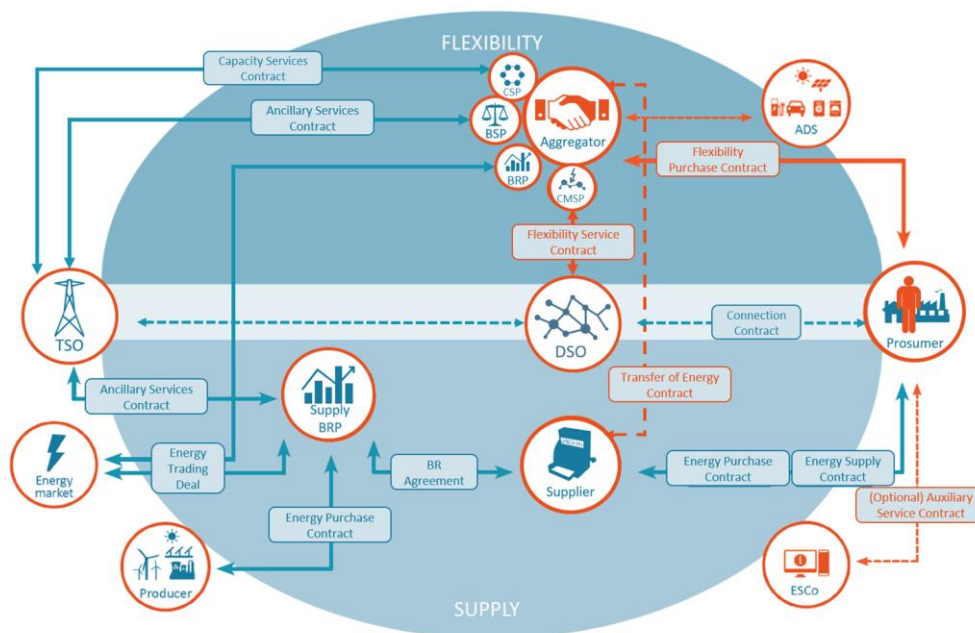 FLEXIBILITY
Capacity Services
Contract
CSP
Ancillary Services
Contract
BSP
Aggregator
ADS
BRP
Flexibility
Purchase Contract
CMSP
Flexibility Service
Contract
TSO
DSO
Connection
Contract
Prosumer
Ancillary Services
Contract
Supply
BRP
Transfer of Energy
Contract
Energy
market
Energy
Trading
Deal
BR
Agreement
Supplier
Energy Purchase
Contract
Energy Supply
Contract
(Optional) Auxiliary
Service Contract
Energy Purchase
Contract
Producer
ESCo
SUPPLY